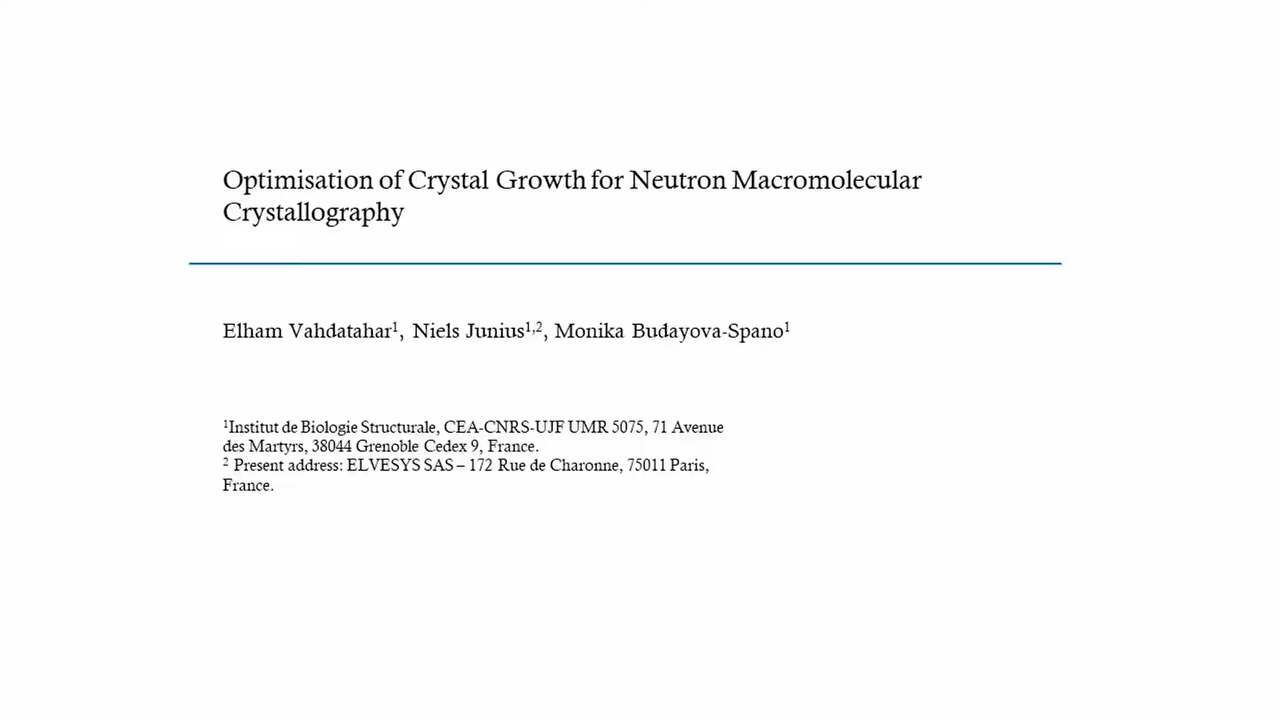 Optimisation of Crystal Growth for Neutron Macromolecular
Crystallography
Elham Vahdatahar¹, Niels Junius¹,², Monika Budayova-Spano¹
¹Institut de Biologie Structurale, CEA-CNRS-UJF UMR 5075, 71 Avenue
des Martyrs, 38044 Grenoble Cedex 9, France.
² Present address: ELVESYS SAS – 172 Rue de Charonne, 75011 Paris,
France.